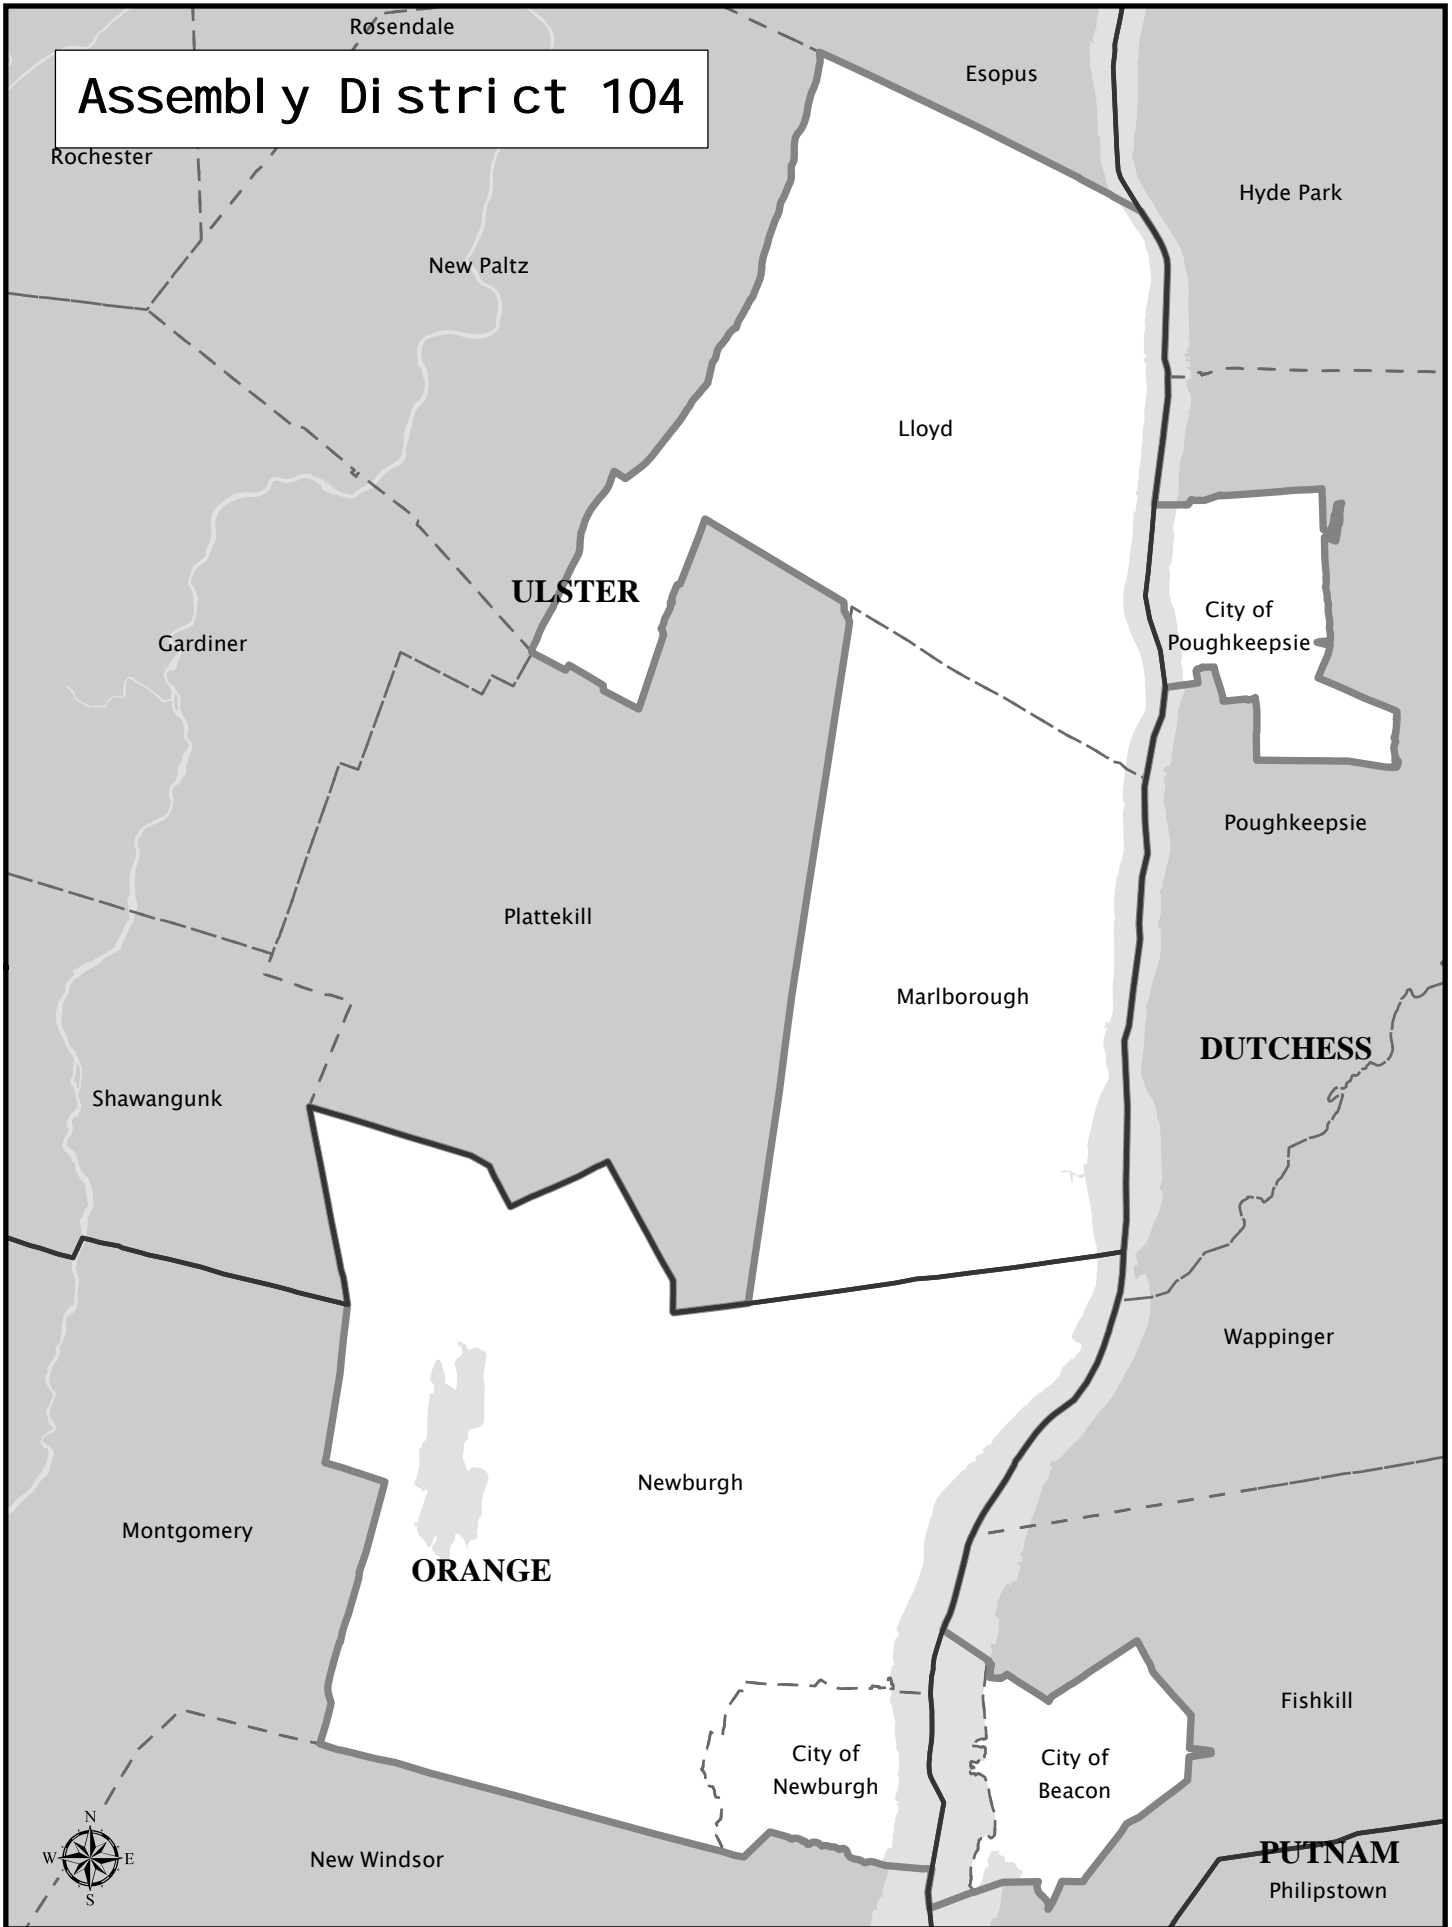 Rosendale
Assembly District 104
Esopus
Rochester
Hyde Park
New Paltz
Lloyd
ULSTER
City of
Poughkeepsie
Gardiner
Poughkeepsie
Plattekill
Marlborough
DUTCHESS
Shawangunk
Wappinger
Newburgh
Montgomery
ORANGE
Fishkill
City of
Newburgh
City of
Beacon
N
W E
S
New Windsor
PUTNAM
Philipstown